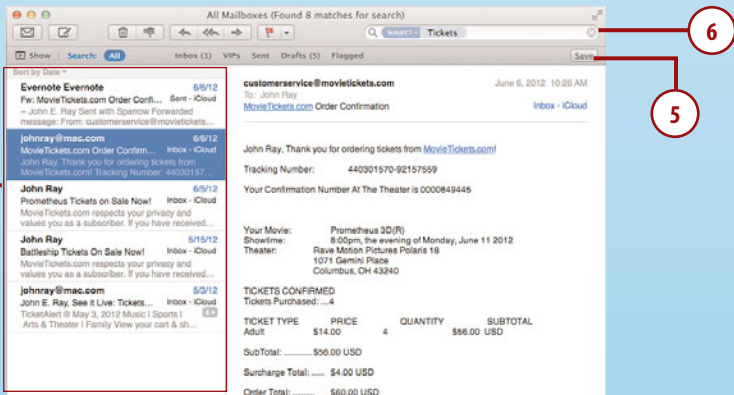 All Mailboxes (Found 8 matches for search)
SUBJECT Tickets
6
Show Search: All Inbox (1) VIPs Sent Drafts (5) Flagged Save
5
Sort by Date
Evernote Evernote 6/6/12
Fw: MovieTickets.com Order Confi... Sent - iCloud
-- John E. Ray Sent with Sparrow Forwarded
message: From: customerservice@movietickets...
johnray@mac.com 6/6/12
MovieTickets.com Order Confirm... Inbox - iCloud
John Ray, Thank you for ordering tickets from
MovieTickets.com! Tracking Number: 44030157...
John Ray 6/5/12
Prometheus Tickets on Sale Now! Inbox - iCloud
MovieTickets.com respects your privacy and
values you as a subscriber. If you have received...
John Ray 5/15/12
Battleship Tickets On Sale Now! Inbox - iCloud
MovieTickets.com respects your privacy and
values you as a subscriber. If you have received...
johnray@mac.com 5/3/12
John E. Ray, See it Live: Tickets... Inbox - iCloud
TicketAlert ® May 3, 2012 Music I Sports I
Arts & Theater I Family View your cart & sh...
customerservice@movietickets.com June 6, 2012 10:26 AM
To: John Ray
MovieTickets.com Order Confirmation Inbox - iCloud
John Ray, Thank you for ordering tickets from MovieTickets.com!
Tracking Number: 440301570-92157559
Your Confirmation Number At The Theater is 0000849445
Your Movie: Prometheus 3D(R)
Showtime: 8:00pm, the evening of Monday, June 11 2012
Theater: Rave Motion Pictures Polaris 18
1071 Gemini Place
Columbus, OH 43240
TICKETS CONFIRMED
Tickets Purchased: ....4
TICKET TYPE PRICE QUANTITY SUBTOTAL
Adult $14.00 4 $56.00 USD
SubTotal: ............. $56.00 USD
Surcharge Total: ...... $4.00 USD
Order Total: .......... $60.00 USD